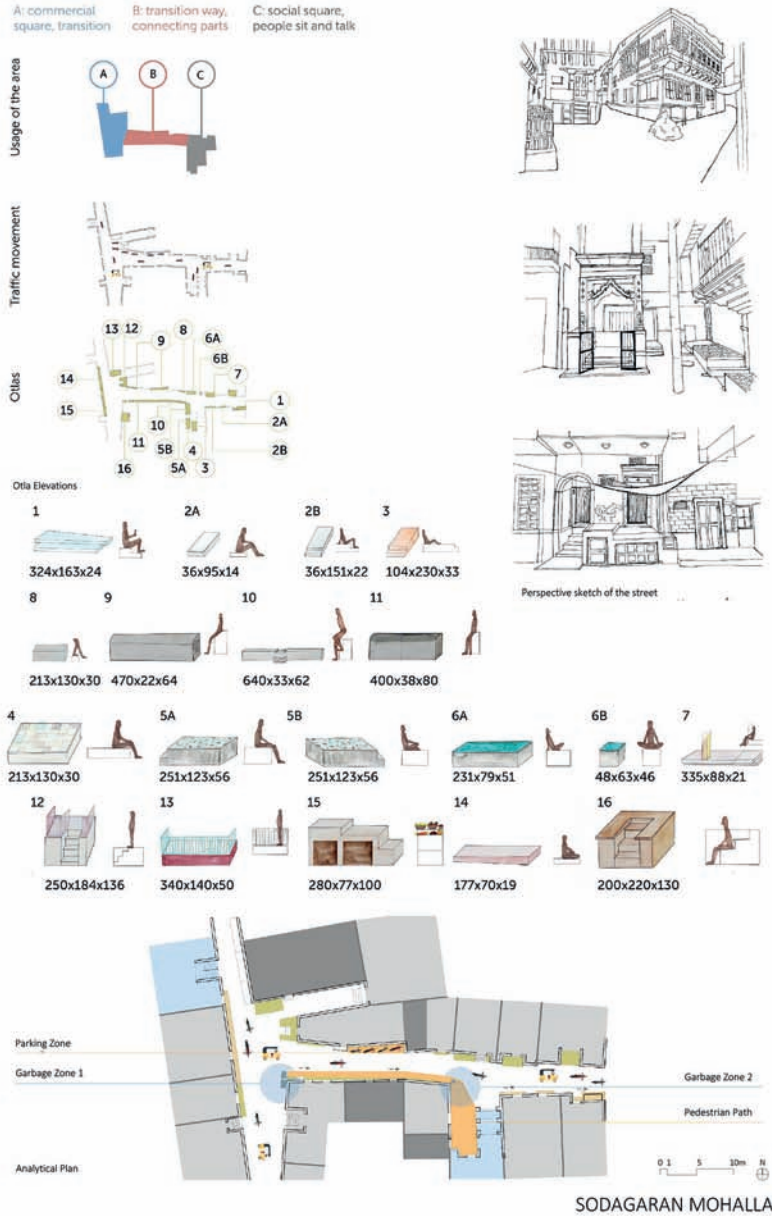 A: commercial
square, transition
B: transition way,
connecting parts
C: social square,
people sit and talk
Usage of the area
A
B
C
Traffic movement
Otlas
13
12
9
8
6A
6B
7
14
1
15
10
2A
11
5B
4
2B
16
5A
3
Otla Elevations
1
2A
2B
3
324x163x24
36x95x14
36x151x22
104x230x33
Perspective sketch of the street
8
9
10
11
213x130x30
470x22x64
640x33x62
400x38x80
4
5A
5B
6A
6B
7
213x130x30
251x123x56
251x123x56
231x79x51
48x63x46
335x88x21
12
13
15
14
16
250x184x136
340x140x50
280x77x100
177x70x19
200x220x130
Parking Zone
Garbage Zone 1
Garbage Zone 2
Pedestrian Path
Analytical Plan
0 1 5 10m N
SODAGARAN MOHALLA